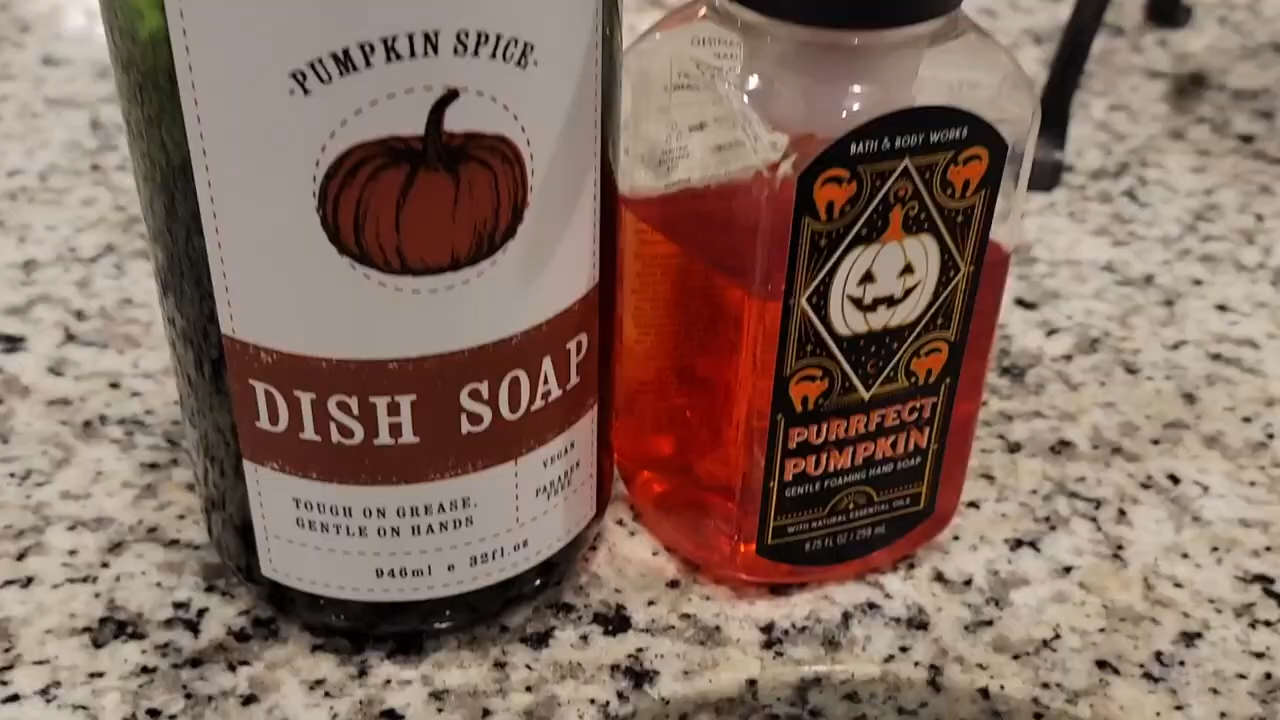 ·PUMPKIN SPICE·
DISH SOAP
VEGAN
PARABEN
FREE
TOUGH ON GREASE.
GENTLE ON HANDS
946ml e 32fl.oz
BATH & BODY WORKS
PURRFECT
PUMPKIN
GENTLE FOAMING HAND SOAP
WITH NATURAL ESSENTIAL OILS
8.75 FL OZ / 259 mL